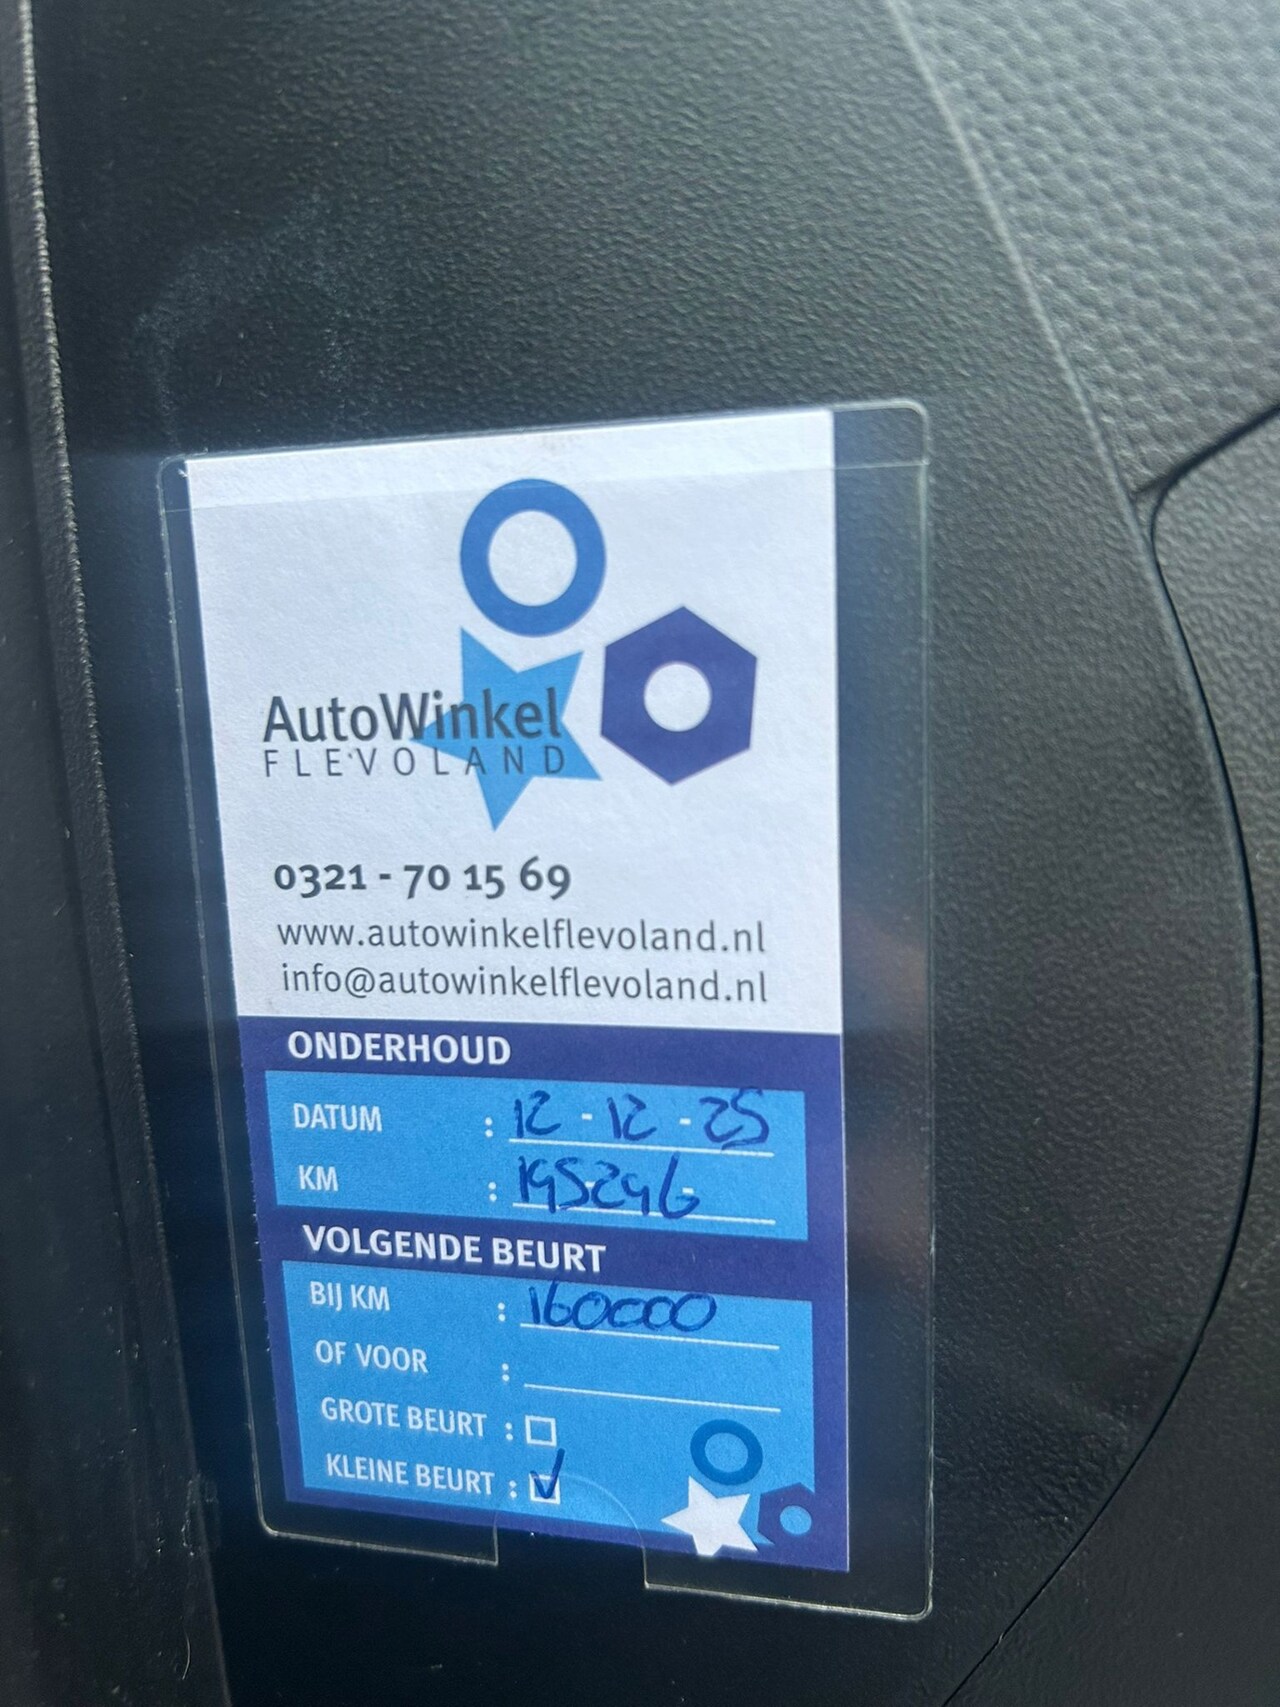 AutoWinkel
FLEVOLAND
0321 - 70 15 69
www.autowinkelflevoland.nl
info@autowinkelflevoland.nl
ONDERHOUD
DATUM : 12 - 12 - 25
KM : 195296
VOLGENDE BEURT
BIJ KM : 160000
OF VOOR :
GROTE BEURT :
KLEINE BEURT : ✓